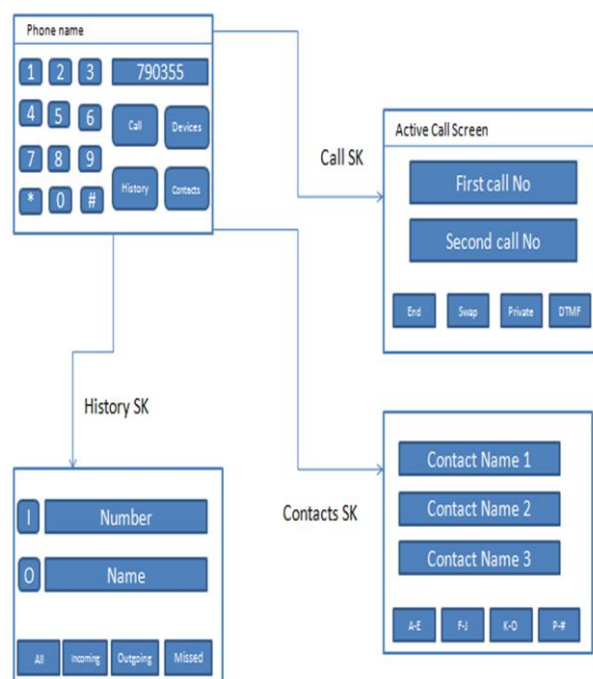 Phone name
1 2 3 790355
4 5 6 Call Devices
7 8 9
* 0 # History Contacts
Call SK
Active Call Screen
First call No
Second call No
End Swap Private DTMF
History SK
I Number
O Name
All Incoming Outgoing Missed
Contacts SK
Contact Name 1
Contact Name 2
Contact Name 3
A-E F-J K-O P-#